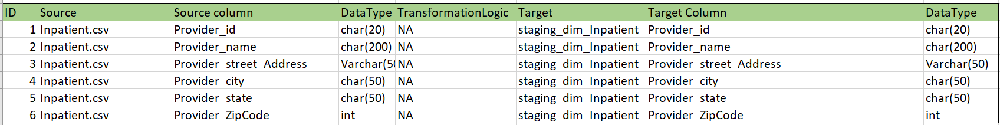 ID Source Source column DataType TransformationLogic Target Target Column DataType
1 Inpatient.csv Provider_id char(20) NA staging_dim_Inpatient Provider_id char(20)
2 Inpatient.csv Provider_name char(200) NA staging_dim_Inpatient Provider_name char(200)
3 Inpatient.csv Provider_street_Address Varchar(50 NA staging_dim_Inpatient Provider_street_Address Varchar(50)
4 Inpatient.csv Provider_city char(50) NA staging_dim_Inpatient Provider_city char(50)
5 Inpatient.csv Provider_state char(50) NA staging_dim_Inpatient Provider_state char(50)
6 Inpatient.csv Provider_ZipCode int NA staging_dim_Inpatient Provider_ZipCode int